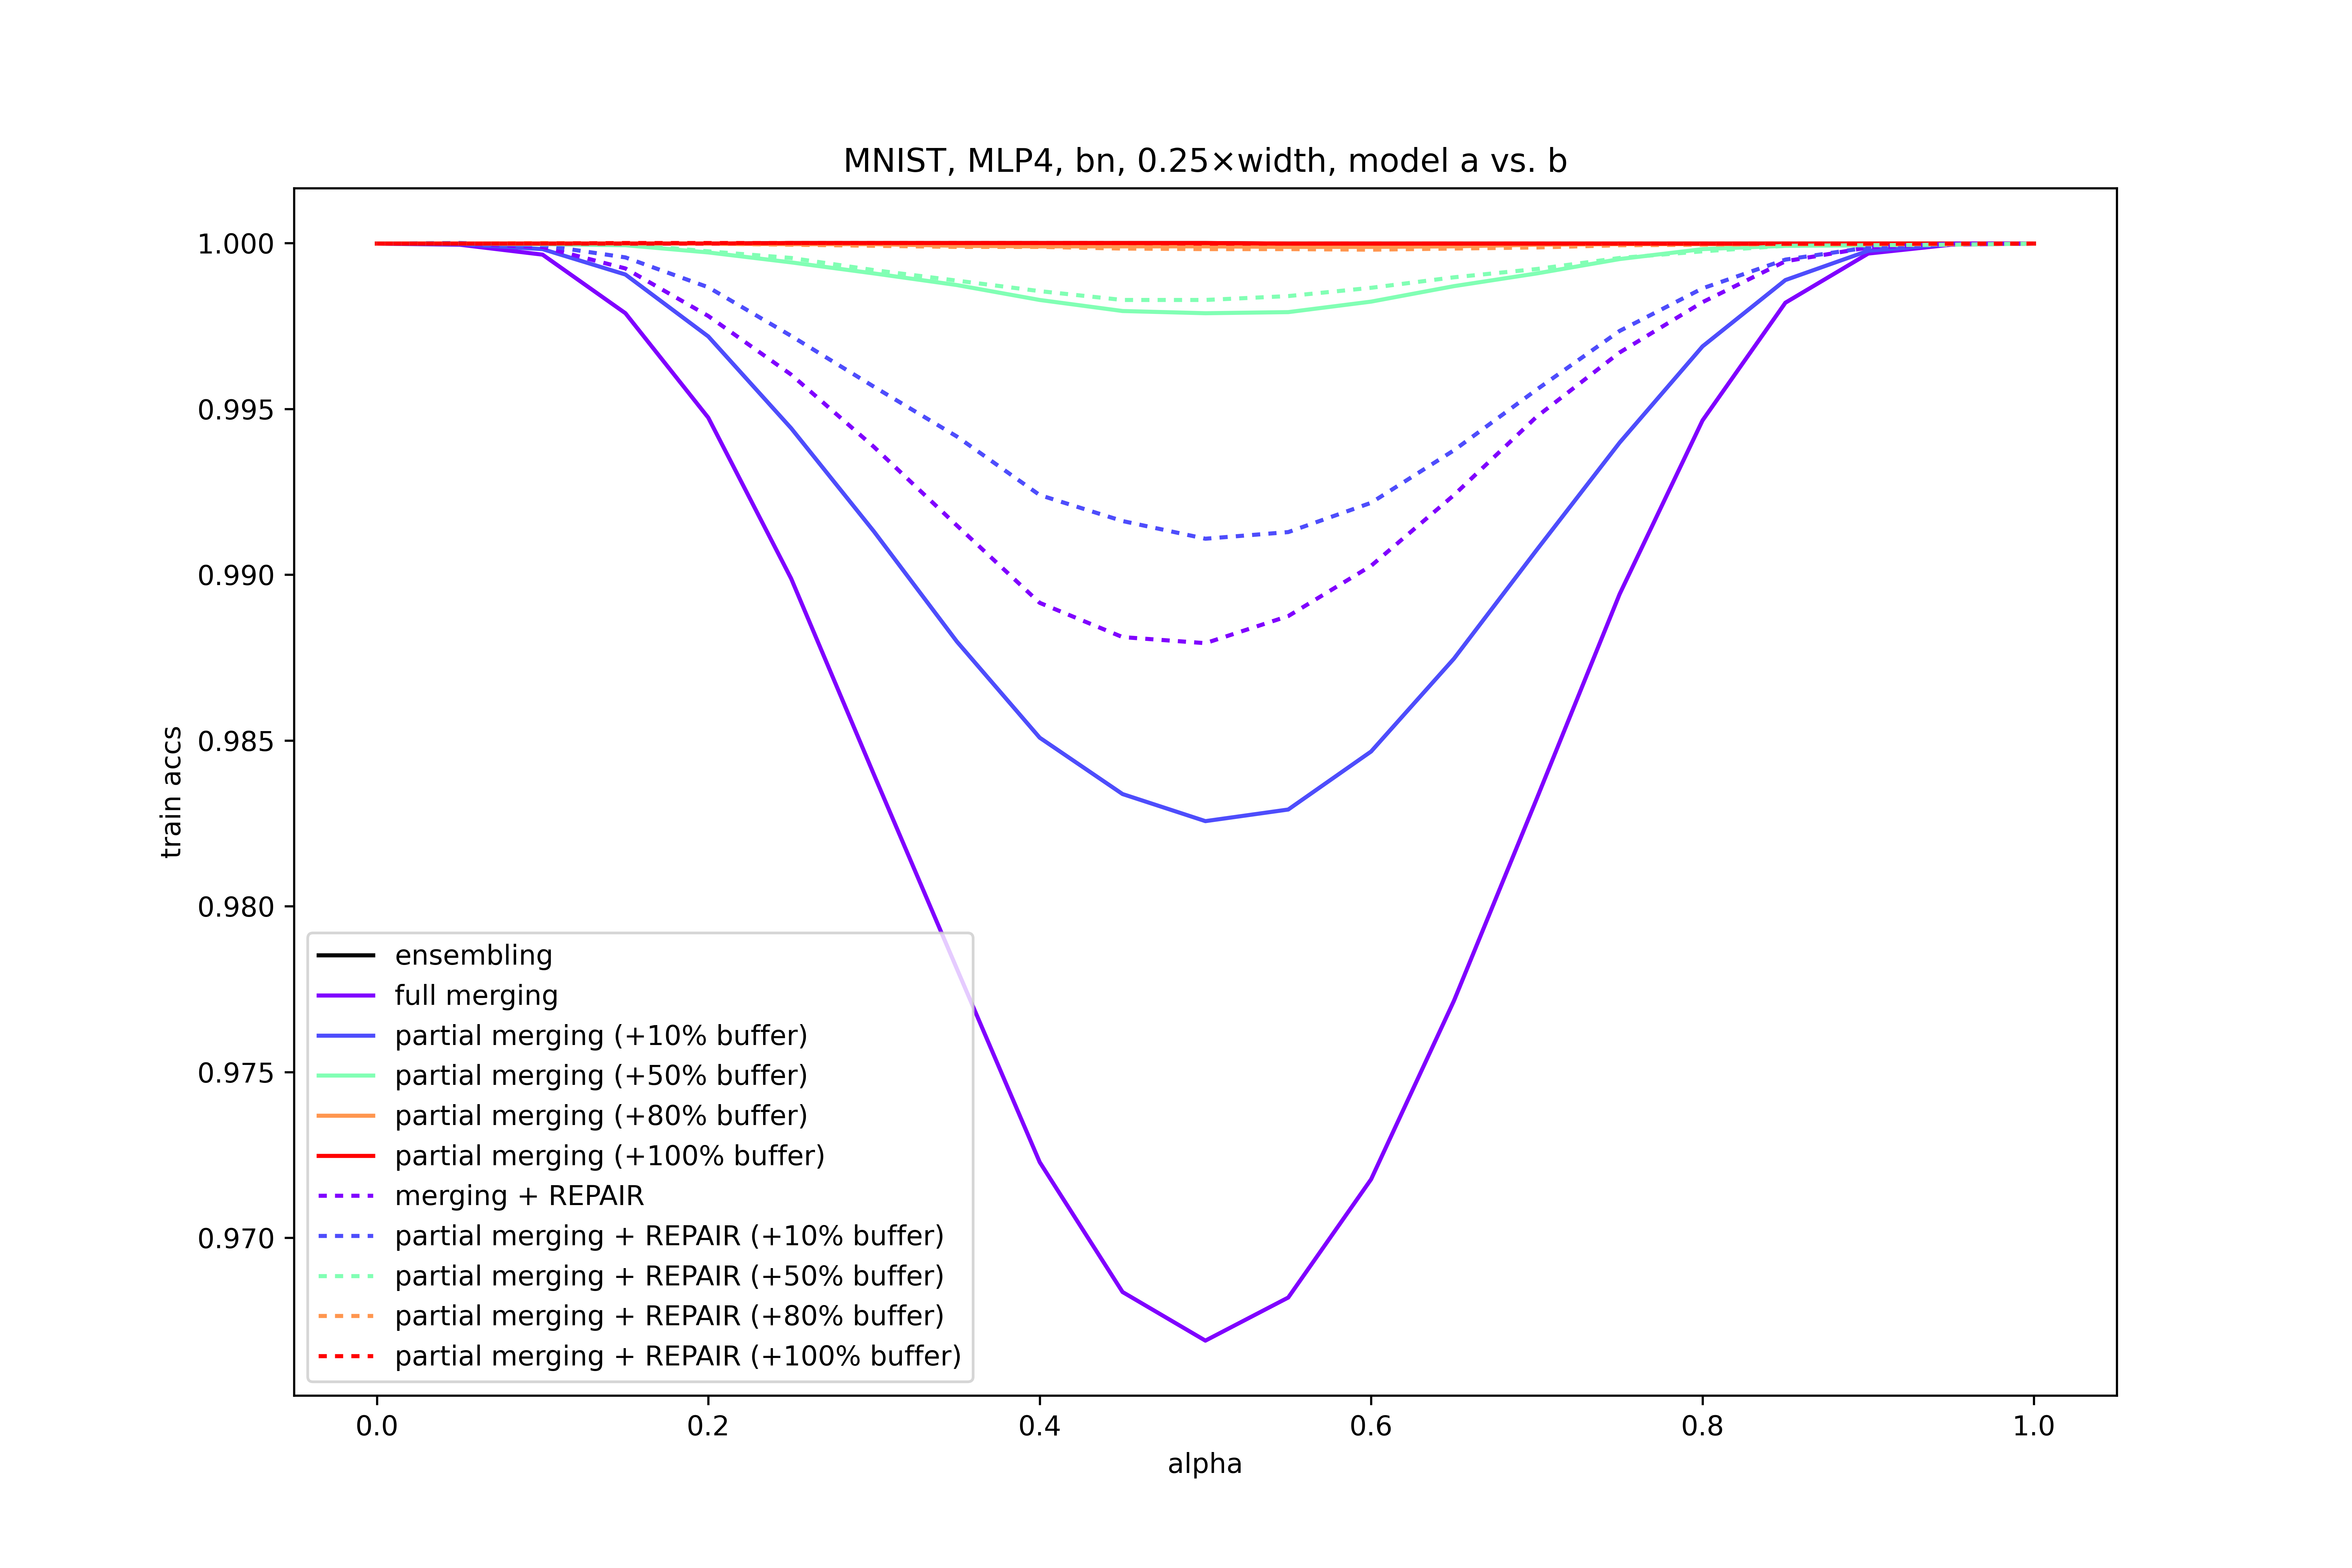 MNIST, MLP4, bn, 0.25×width, model a vs. b
1.000
0.995
0.990
0.985
0.980
0.975
0.970
train accs
ensembling
full merging
partial merging (+10% buffer)
partial merging (+50% buffer)
partial merging (+80% buffer)
partial merging (+100% buffer)
merging + REPAIR
partial merging + REPAIR (+10% buffer)
partial merging + REPAIR (+50% buffer)
partial merging + REPAIR (+80% buffer)
partial merging + REPAIR (+100% buffer)
0.0 0.2 0.4 0.6 0.8 1.0
alpha